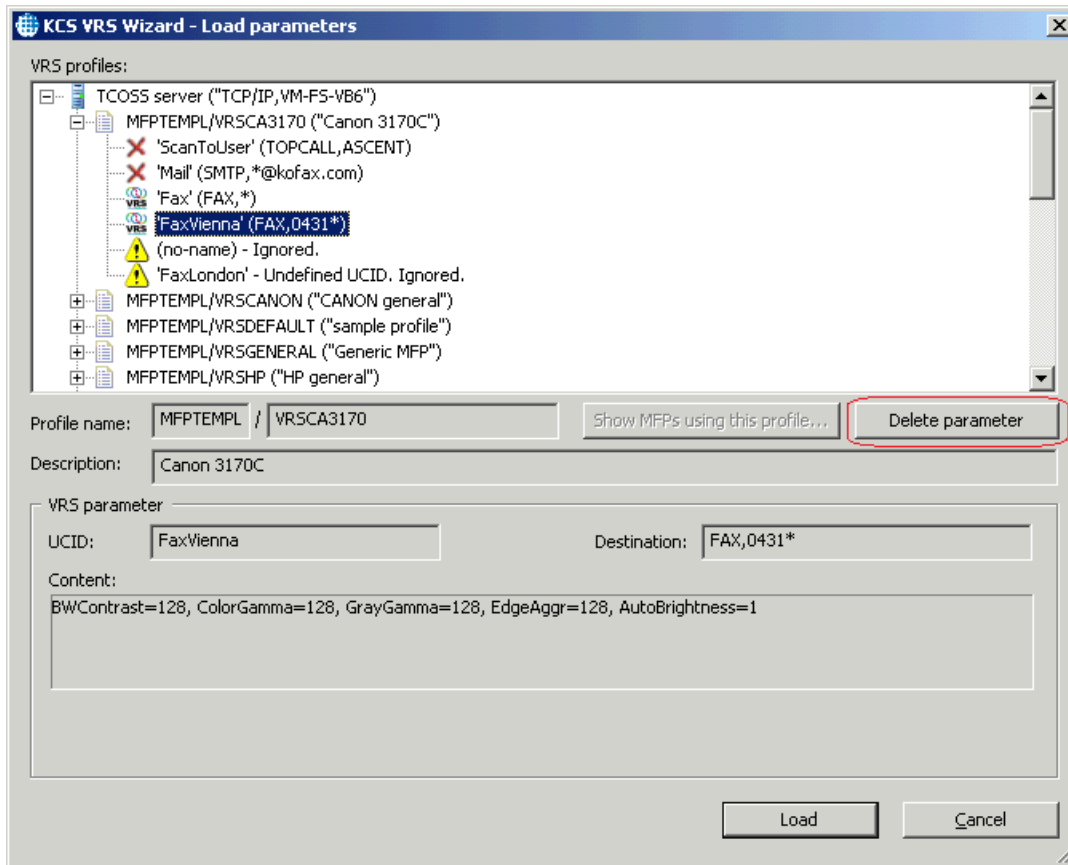 KCS VRS Wizard - Load parameters
VRS profiles:
TCOSS server ("TCP/IP,VM-FS-VB6")
MFPTEMPL/VRSCA3170 ("Canon 3170C")
'ScanToUser' (TOPCALL,ASCENT)
'Mail' (SMTP,*@kofax.com)
VRS 'Fax' (FAX,*)
VRS 'FaxVienna' (FAX,0431*)
(no-name) - Ignored.
'FaxLondon' - Undefined UCID. Ignored.
MFPTEMPL/VRSCANON ("CANON general")
MFPTEMPL/VRSDEFAULT ("sample profile")
MFPTEMPL/VRSGENERAL ("Generic MFP")
MFPTEMPL/VRSHP ("HP general")
Profile name: MFPTEMPL / VRSCA3170 Show MFPs using this profile... Delete parameter
Description: Canon 3170C
VRS parameter
UCID: FaxVienna Destination: FAX,0431*
Content:
BWContrast=128, ColorGamma=128, GrayGamma=128, EdgeAggr=128, AutoBrightness=1
Load Cancel